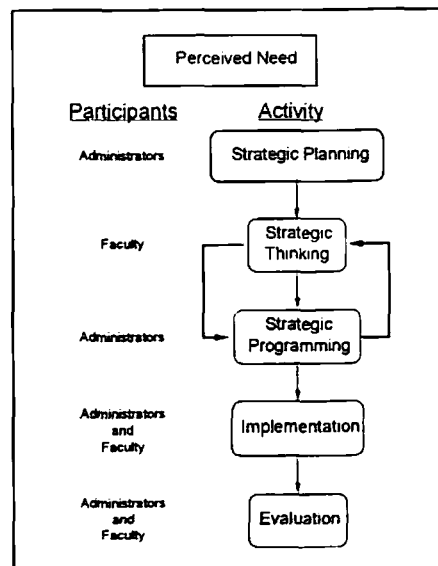 Perceived Need
Participants Activity
Administrators Strategic Planning
Faculty Strategic
Thinking
Administrators Strategic
Programming
Administrators
and
Faculty
Implementation
Administrators
and
Faculty
Evaluation